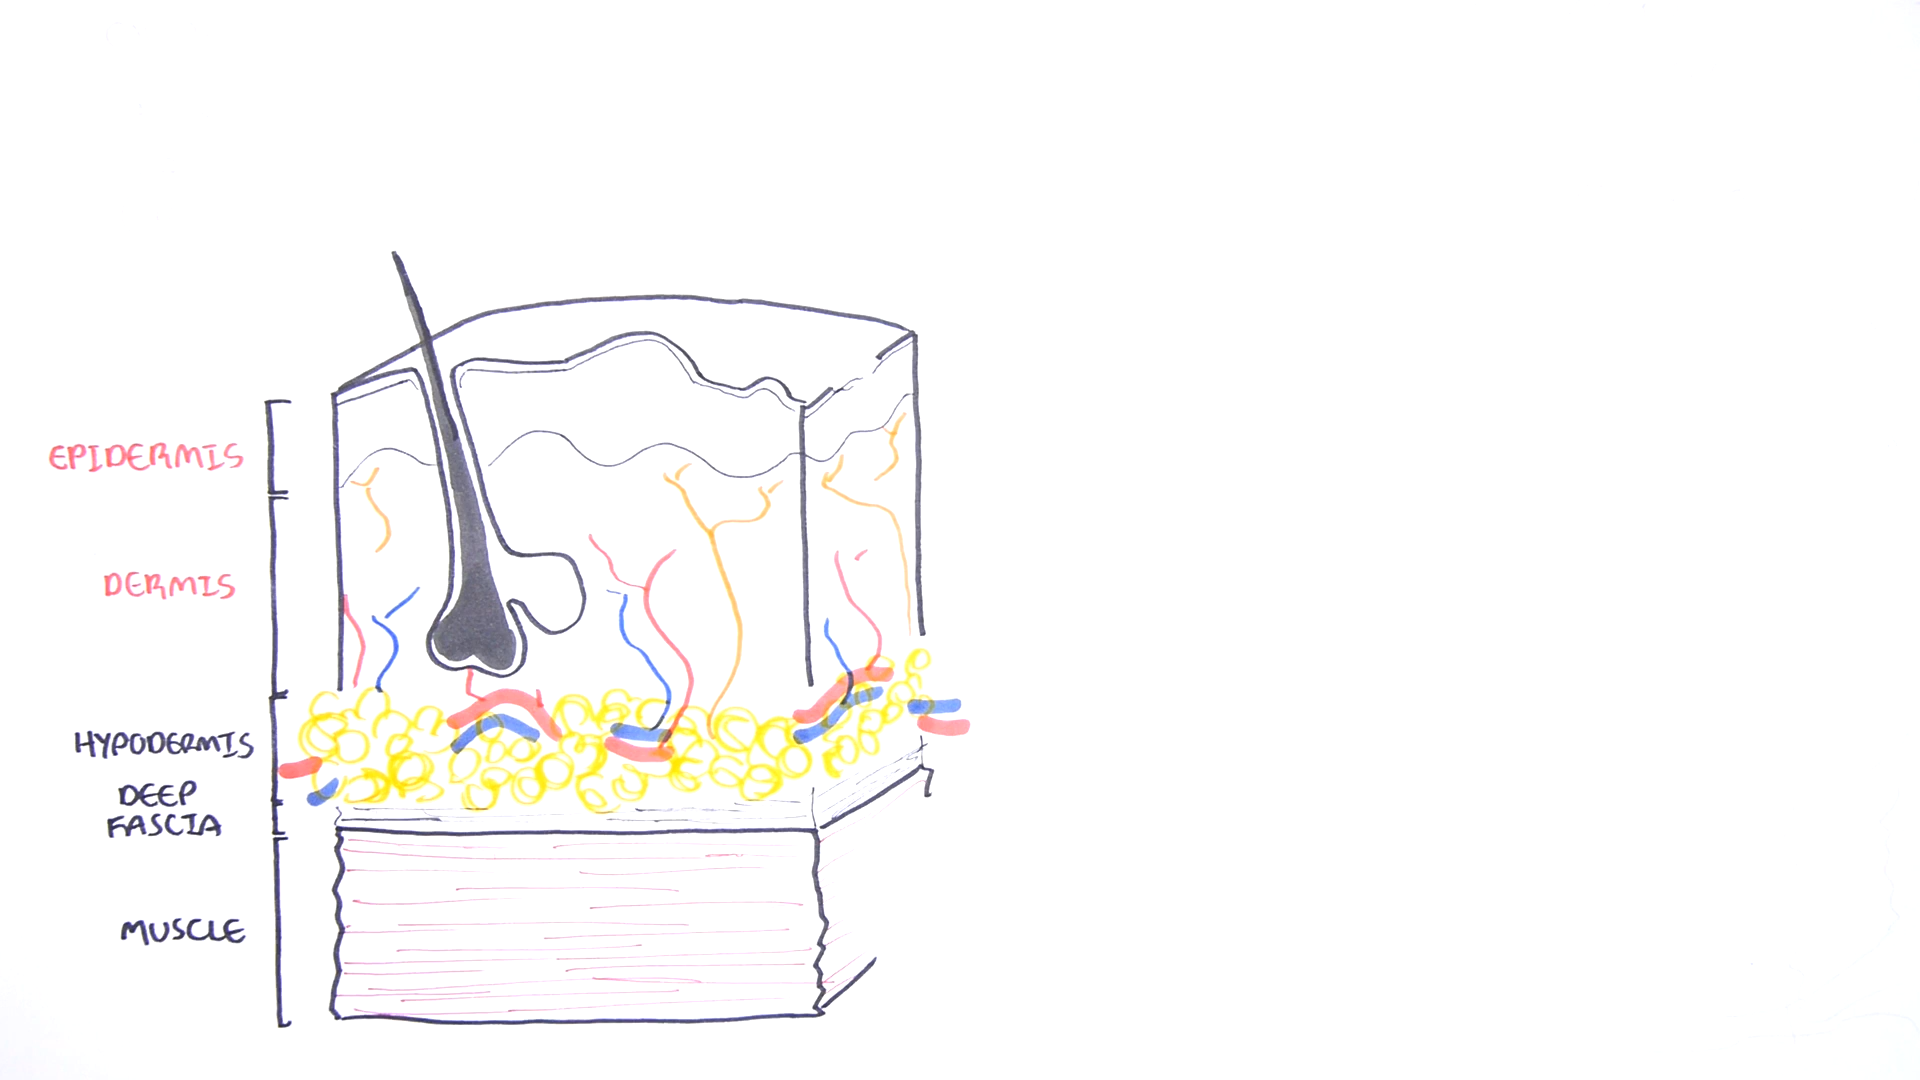 EPIDERMIS
DERMIS
HYPODERMIS
DEEP
FASCIA
MUSCLE